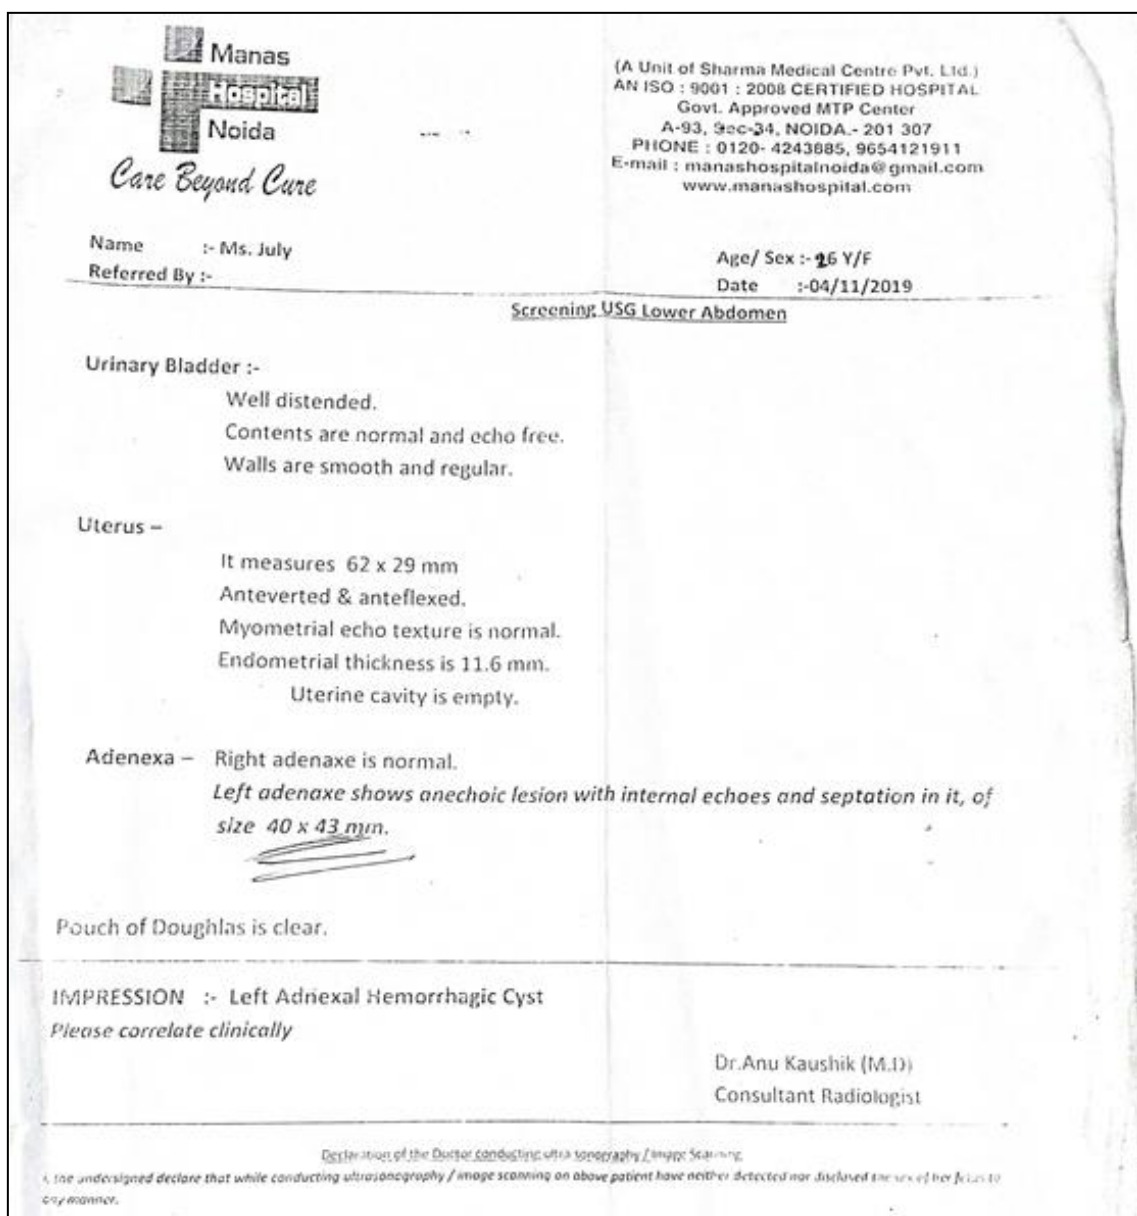 Manas
Hospital
Noida
Care Beyond Cure
(A Unit of Sharma Medical Centre Pvt. Ltd.)
AN ISO : 9001 : 2008 CERTIFIED HOSPITAL
Govt. Approved MTP Center
A-93, Sec-34, NOIDA.- 201 307
PHONE : 0120- 4243885, 9654121911
E-mail : manashospitalnoida@gmail.com
www.manashospital.com
Name :- Ms. July
Referred By :-
Age/ Sex :- 26 Y/F
Date :-04/11/2019
Screening USG Lower Abdomen
Urinary Bladder :-
Well distended.
Contents are normal and echo free.
Walls are smooth and regular.
Uterus –
It measures 62 x 29 mm
Anteverted & anteflexed.
Myometrial echo texture is normal.
Endometrial thickness is 11.6 mm.
Uterine cavity is empty.
Adenexa – Right adenaxe is normal.
Left adenaxe shows anechoic lesion with internal echoes and septation in it, of
size 40 x 43 mm.
Pouch of Doughlas is clear.
IMPRESSION :- Left Adnexal Hemorrhagic Cyst
Please correlate clinically
Dr.Anu Kaushik (M.D)
Consultant Radiologist
Declaration of the Doctor conducting ultra sonography / Image Scanning
the undersigned declare that while conducting ultrasonography / image scanning on above patient have neither detected nor disclosed the sex of her fetus to
any manner.